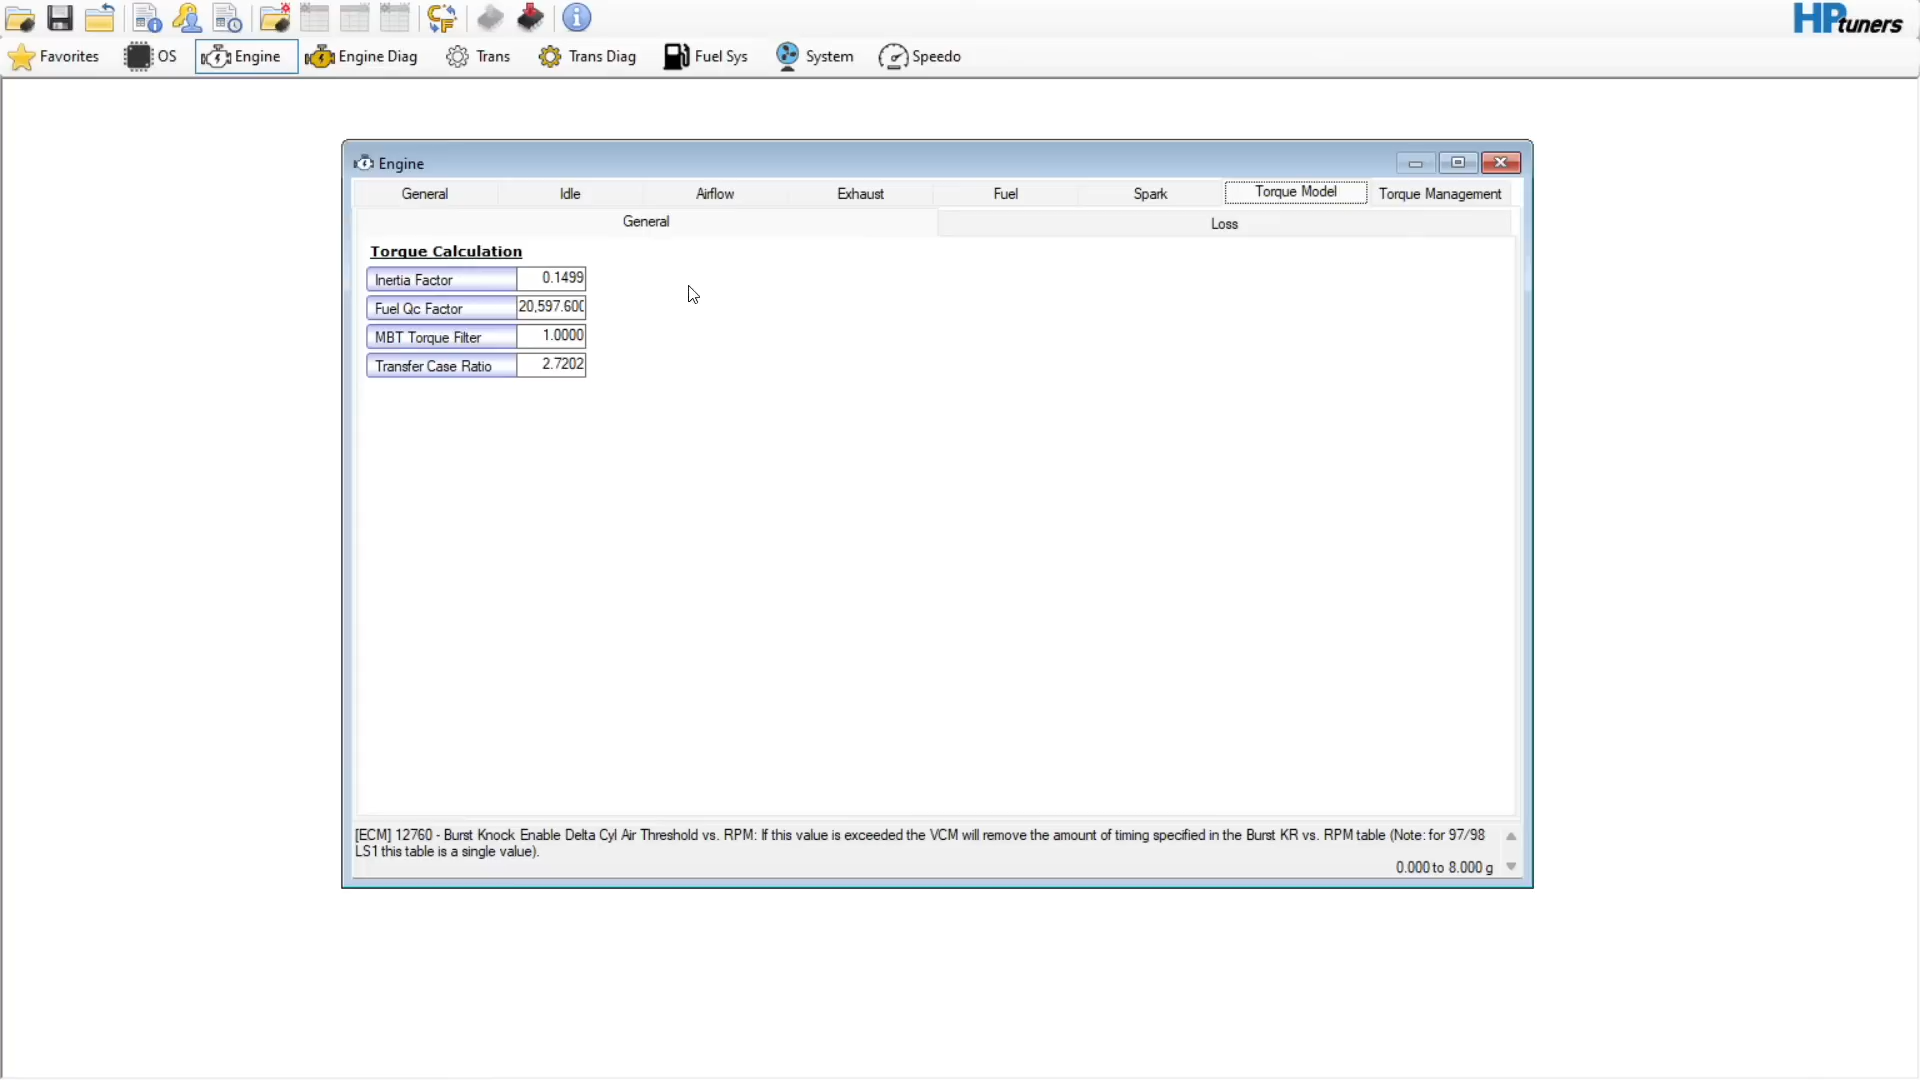 HPtuners
Favorites OS Engine Engine Diag Trans Trans Diag Fuel Sys System Speedo
Engine
General Idle Airflow Exhaust Fuel Spark Torque Model Torque Management
General Loss
Torque Calculation
Inertia Factor 0.1499
Fuel Qc Factor 20,597.600
MBT Torque Filter 1.0000
Transfer Case Ratio 2.7202
[ECM] 12760 - Burst Knock Enable Delta Cyl Air Threshold vs. RPM: If this value is exceeded the VCM will remove the amount of timing specified in the Burst KR vs. RPM table (Note: for 97/98
LS1 this table is a single value).
0.000 to 8.000 g